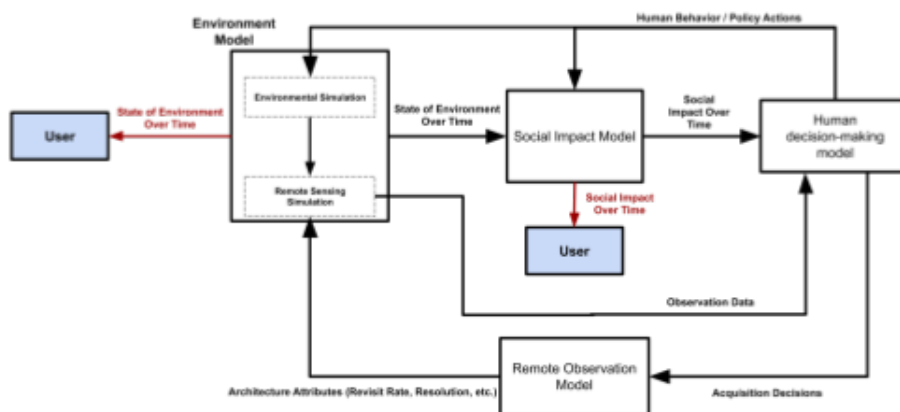 Human Behavior / Policy Actions
Environment
Model
Environmental Simulation
State of Environment
Over Time
User
State of Environment
Over Time
Social Impact Model
Social
Impact Over
Time
Human
decision-making
model
Remote Sensing
Simulation
Social Impact
Over Time
User
Observation Data
Remote Observation
Model
Architecture Attributes (Revisit Rate, Resolution, etc.)
Acquisition Decisions